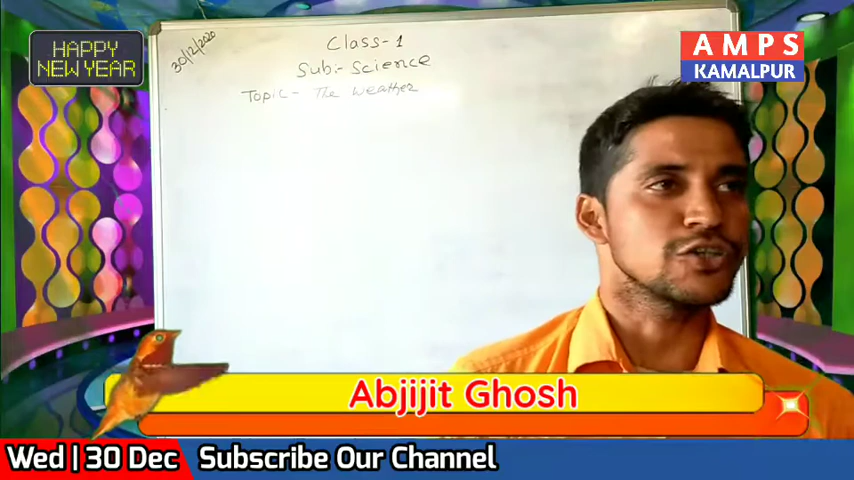 HAPPY
NEW YEAR
30/12/2020
Class-1
Sub:- Science
Topic- The weather
AMPS
KAMALPUR
Abjijit Ghosh
Wed | 30 Dec
Subscribe Our Channel